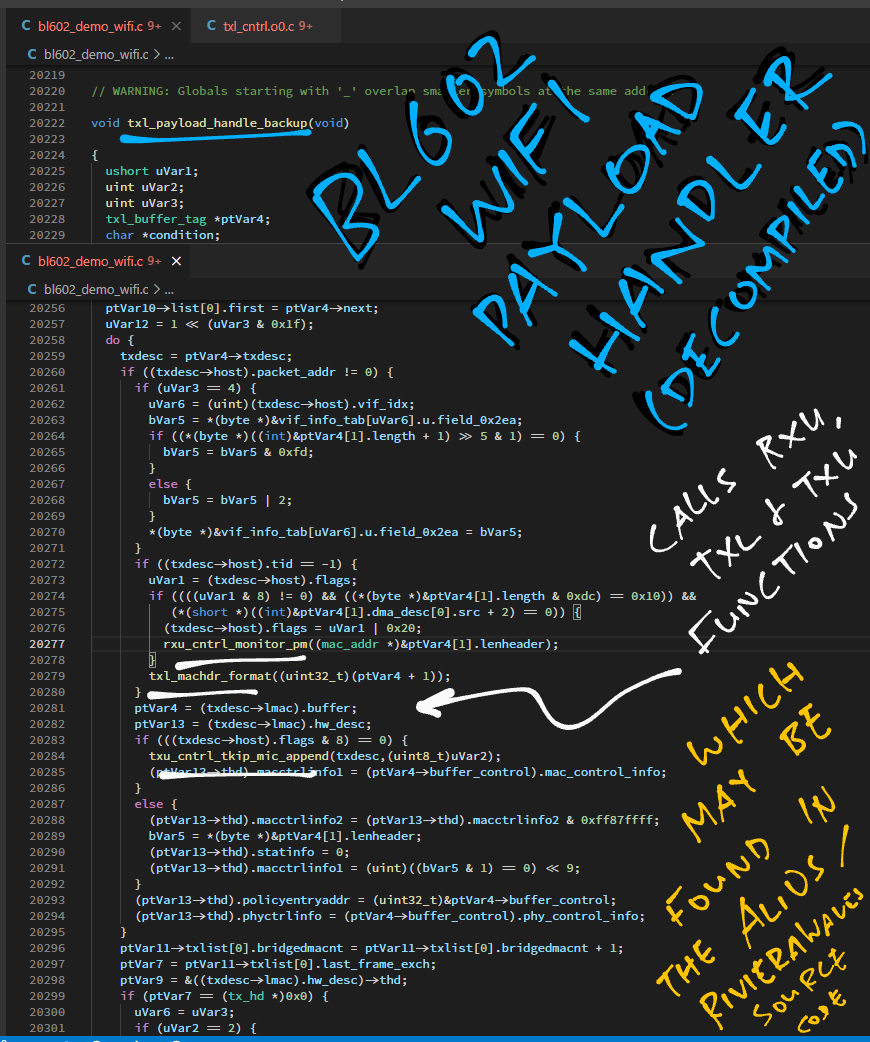 C bl602_demo_wifi.c 9+ × C txl_cntrl.o0.c 9+
C bl602_demo_wifi.c > ...
20219
20220 // WARNING: Globals starting with '_' overlap smaller symbols at the same add
20221
20222 void txl_payload_handle_backup(void)
20223
20224 {
20225 ushort uVar1;
20226 uint uVar2;
20227 uint uVar3;
20228 txl_buffer_tag *ptVar4;
20229 char *condition;
C bl602_demo_wifi.c 9+ ×
C bl602_demo_wifi.c > ...
20256 ptVar10->list[0].first = ptVar4->next;
20257 uVar12 = 1 << (uVar3 & 0x1f);
20258 do {
20259 txdesc = ptVar4->txdesc;
20260 if ((txdesc->host).packet_addr != 0) {
20261 if (uVar3 == 4) {
20262 uVar6 = (uint)(txdesc->host).vif_idx;
20263 bVar5 = *(byte *)&vif_info_tab[uVar6].u.field_0x2ea;
20264 if ((*(byte *)((int)&ptVar4[1].length + 1) >> 5 & 1) == 0) {
20265 bVar5 = bVar5 & 0xfd;
20266 }
20267 else {
20268 bVar5 = bVar5 | 2;
20269 }
20270 *(byte *)&vif_info_tab[uVar6].u.field_0x2ea = bVar5;
20271 }
20272 if ((txdesc->host).tid == -1) {
20273 uVar1 = (txdesc->host).flags;
20274 if ((((uVar1 & 8) != 0) && ((*(byte *)&ptVar4[1].length & 0xdc) == 0x10)) &&
20275 (*(short *)((int)&ptVar4[1].dma_desc[0].src + 2) == 0)) {
20276 (txdesc->host).flags = uVar1 | 0x20;
20277 rxu_cntrl_monitor_pm((mac_addr *)&ptVar4[1].lenheader);
20278 }
20279 txl_machdr_format((uint32_t)(ptVar4 + 1));
20280 }
20281 ptVar4 = (txdesc->lmac).buffer;
20282 ptVar13 = (txdesc->lmac).hw_desc;
20283 if (((txdesc->host).flags & 8) == 0) {
20284 txu_cntrl_tkip_mic_append(txdesc,(uint8_t)uVar2);
20285 (ptVar13->thd).macctrlinfo1 = (ptVar4->buffer_control).mac_control_info;
20286 }
20287 else {
20288 (ptVar13->thd).macctrlinfo2 = (ptVar13->thd).macctrlinfo2 & 0xff87ffff;
20289 bVar5 = *(byte *)&ptVar4[1].lenheader;
20290 (ptVar13->thd).statinfo = 0;
20291 (ptVar13->thd).macctrlinfo1 = (uint)((bVar5 & 1) == 0) << 9;
20292 }
20293 (ptVar13->thd).policyentryaddr = (uint32_t)&ptVar4->buffer_control;
20294 (ptVar13->thd).phyctrlinfo = (ptVar4->buffer_control).phy_control_info;
20295 }
20296 ptVar11->txlist[0].bridgedmacnt = ptVar11->txlist[0].bridgedmacnt + 1;
20297 ptVar7 = ptVar11->txlist[0].last_frame_exch;
20298 ptVar9 = &((txdesc->lmac).hw_desc)->thd;
20299 if (ptVar7 == (tx_hd *)0x0) {
20300 uVar6 = uVar3;
20301 if (uVar2 == 2) {
BL602
WIFI
PAYLOAD
HANDLER
(DECOMPILED)
CALLS RXU,
TXL & TXU
FUNCTIONS
WHICH
MAY BE
FOUND IN
THE ALIOS /
RIVIERAWAVES
SOURCE
CODE